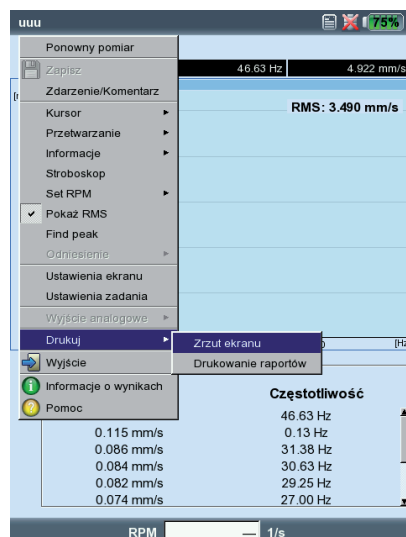 uuu 75%
Ponowny pomiar
Zapisz 46.63 Hz 4.922 mm/s
Zdarzenie/Komentarz
Kursor RMS: 3.490 mm/s
Przetwarzanie
Informacje
Stroboskop
Set RPM
Pokaż RMS
Find peak
Odniesienie
Ustawienia ekranu
Ustawienia zadania
Wyjście analogowe
Drukuj Zrzut ekranu [Hz
Wyjście Drukowanie raportów
Informacje o wynikach Częstotliwość
Pomoc 46.63 Hz
0.115 mm/s 0.13 Hz
0.086 mm/s 31.38 Hz
0.084 mm/s 30.63 Hz
0.082 mm/s 29.25 Hz
0.074 mm/s 27.00 Hz
RPM — 1/s